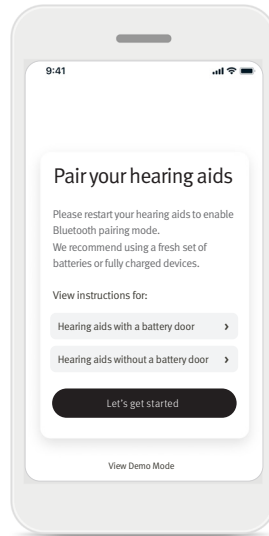 9:41
Pair your hearing aids
Please restart your hearing aids to enable
Bluetooth pairing mode.
We recommend using a fresh set of
batteries or fully charged devices.
View instructions for:
Hearing aids with a battery door
Hearing aids without a battery door
Let's get started
View Demo Mode